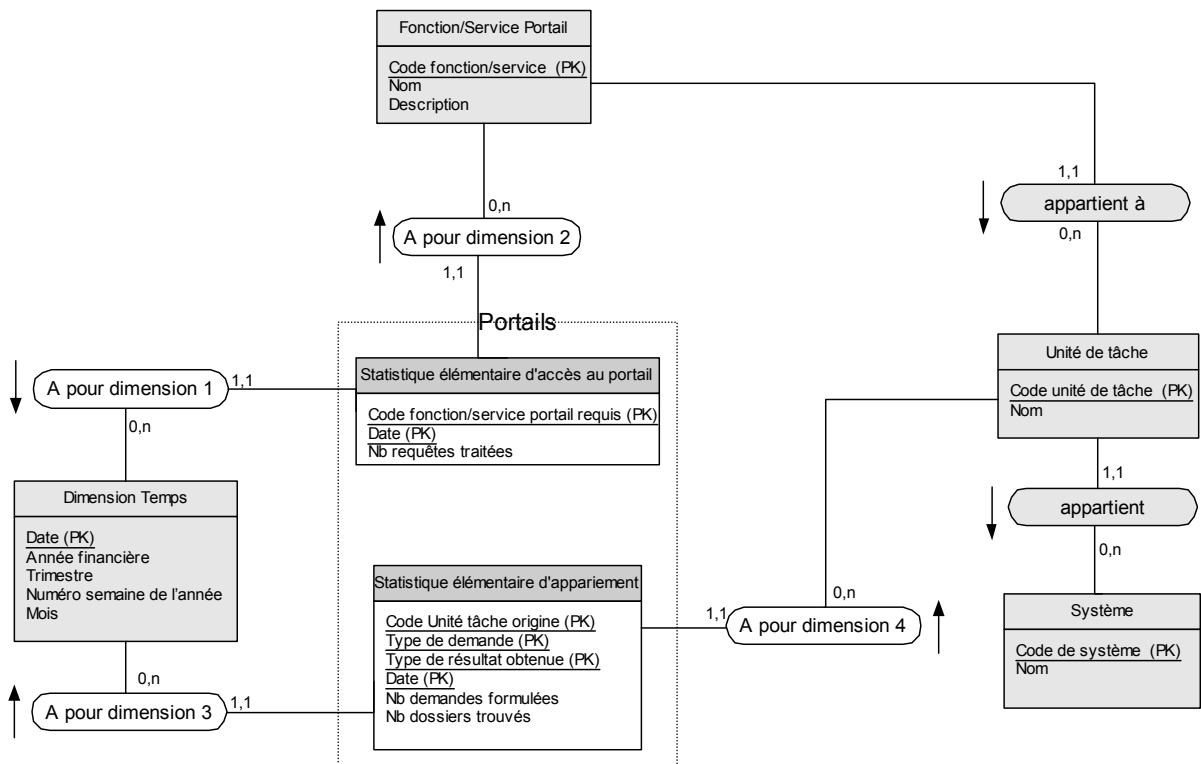 Fonction/Service Portail
Code fonction/service (PK)
Nom
Description
1,1
appartient à
0,n
0,n
A pour dimension 2
1,1
Portails
Statistique élémentaire d'accès au portail
Code fonction/service portail requis (PK)
Date (PK)
Nb requêtes traitées
A pour dimension 1
1,1
0,n
Unité de tâche
Code unité de tâche (PK)
Nom
1,1
appartient
0,n
Dimension Temps
Date (PK)
Année financière
Trimestre
Numéro semaine de l'année
Mois
Statistique élémentaire d'appariement
Code Unité tâche origine (PK)
Type de demande (PK)
Type de résultat obtenue (PK)
Date (PK)
Nb demandes formulées
Nb dossiers trouvés
1,1
A pour dimension 4
0,n
Système
Code de système (PK)
Nom
0,n
A pour dimension 3
1,1